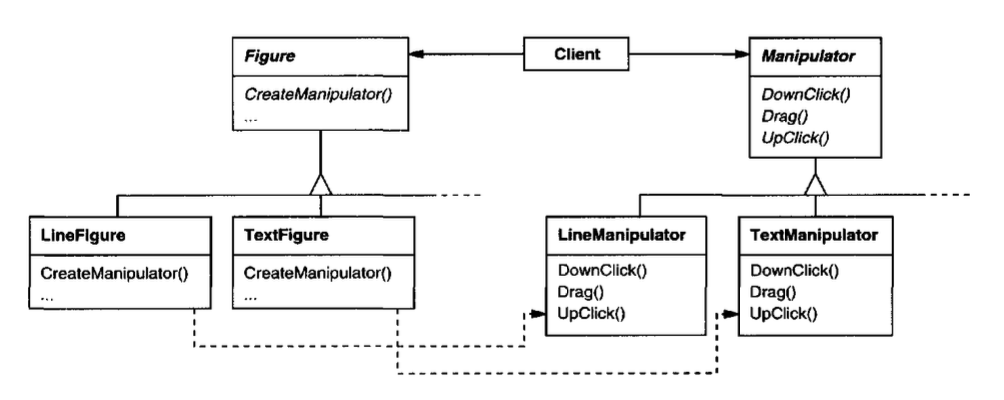 Figure
CreateManipulator()
...
Client
Manipulator
DownClick()
Drag()
UpClick()
LineFigure
CreateManipulator()
...
TextFigure
CreateManipulator()
...
LineManipulator
DownClick()
Drag()
UpClick()
TextManipulator
DownClick()
Drag()
UpClick()